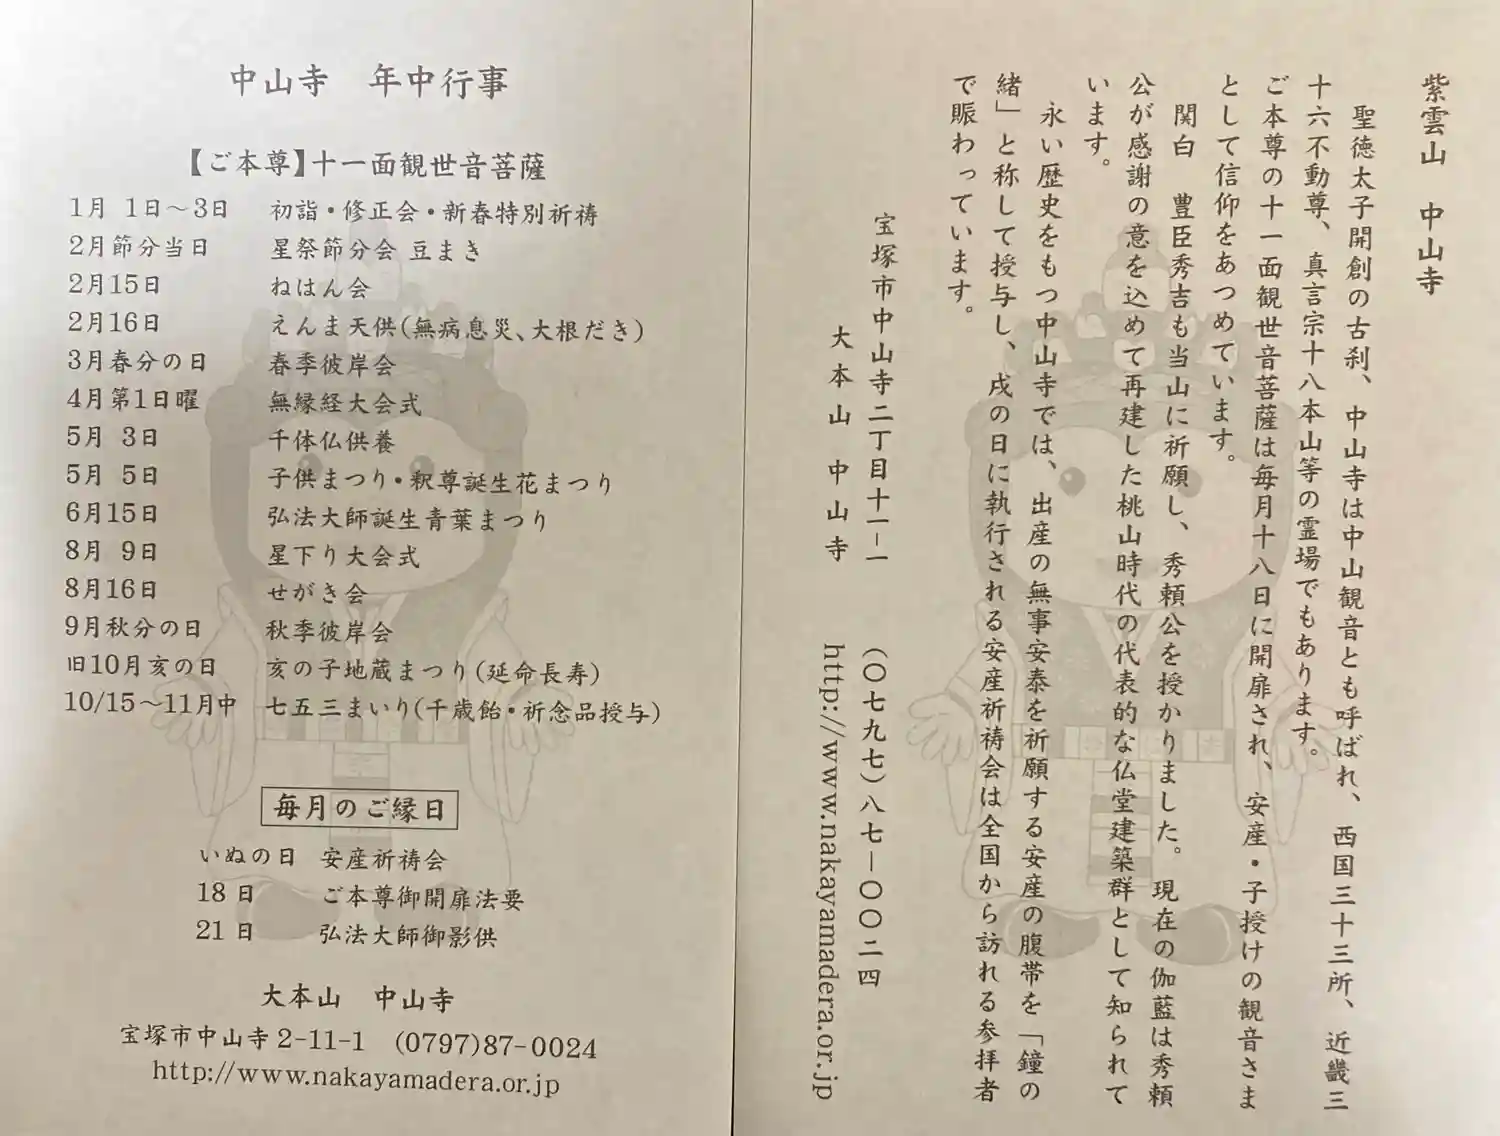 中山寺　年中行事
【ご本尊】十一面観世音菩薩
1月 1日〜3日　初詣・修正会・新春特別祈祷
2月節分当日　星祭節分会 豆まき
2月15日　ねはん会
2月16日　えんま天供(無病息災、大根だき)
3月春分の日　春季彼岸会
4月第1日曜　無縁経大会式
5月 3日　千体仏供養
5月 5日　子供まつり・釈尊誕生花まつり
6月15日　弘法大師誕生青葉まつり
8月 9日　星下り大会式
8月16日　せがき会
9月秋分の日　秋季彼岸会
旧10月亥の日　亥の子地蔵まつり(延命長寿)
10/15〜11月中　七五三まいり(千歳飴・祈念品授与)
毎月のご縁日
いぬの日　安産祈祷会
18日　ご本尊御開扉法要
21日　弘法大師御影供
大本山　中山寺
宝塚市中山寺2-11-1　(0797)87-0024
http://www.nakayamadera.or.jp
紫雲山　中山寺
聖徳太子開創の古刹、中山寺は中山観音とも呼ばれ、西国三十三所、近畿三
十六不動尊、真言宗十八本山等の霊場でもあります。
ご本尊の十一面観世音菩薩は毎月十八日に開扉され、安産・子授けの観音さま
として信仰をあつめています。
関白　豊臣秀吉も当山に祈願し、秀頼公を授かりました。現在の伽藍は秀頼
公が感謝の意を込めて再建した桃山時代の代表的な仏堂建築群として知られて
います。
永い歴史をもつ中山寺では、出産の無事安泰を祈願する安産の腹帯を「鐘の
緒」と称して授与し、戌の日に執行される安産祈祷会は全国から訪れる参拝者
で賑わっています。
宝塚市中山寺二丁目十一ー一　(〇七九七)八七ー〇〇二四
大本山　中山寺　http://www.nakayamadera.or.jp